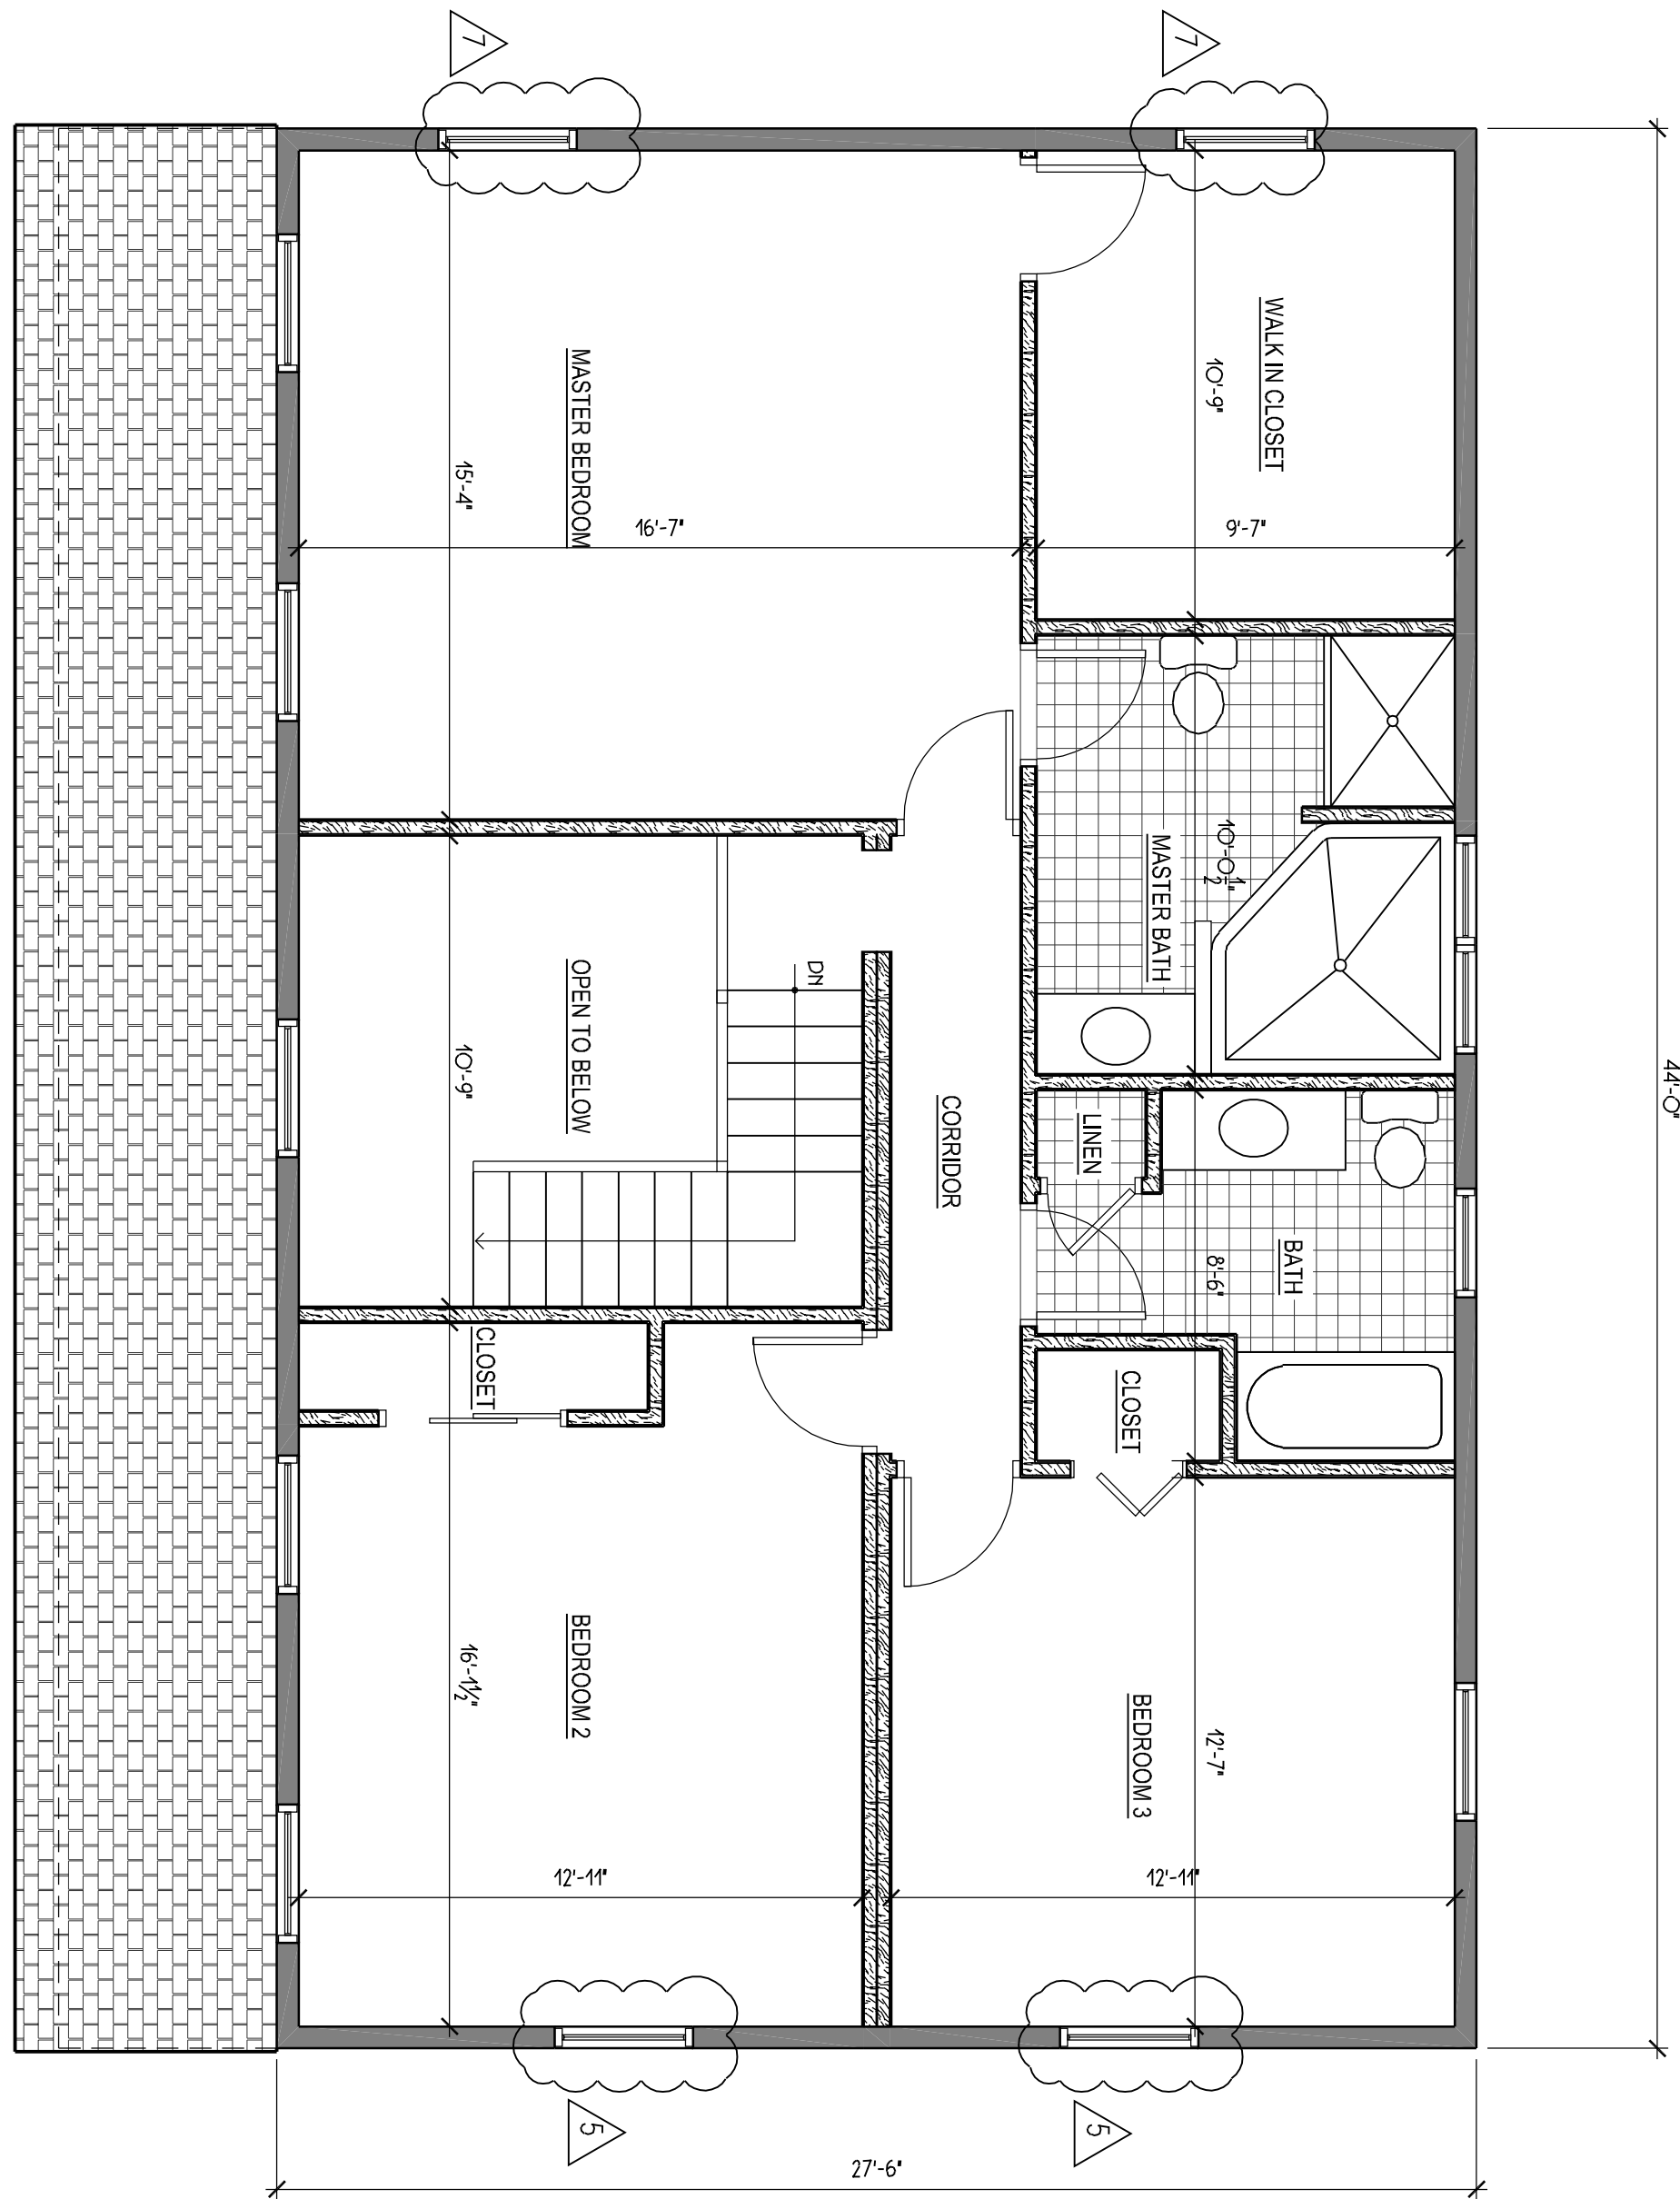 44'-0"
7
7
WALK IN CLOSET
10'-9"
9'-7"
MASTER BEDROOM
15'-4"
16'-7"
MASTER BATH
10'-0 1/2"
OPEN TO BELOW
10'-9"
DN
CORRIDOR
LINEN
BATH
8'-6"
CLOSET
CLOSET
BEDROOM 2
16'-1½"
12'-11"
BEDROOM 3
12'-7"
12'-11"
5
5
27'-6"